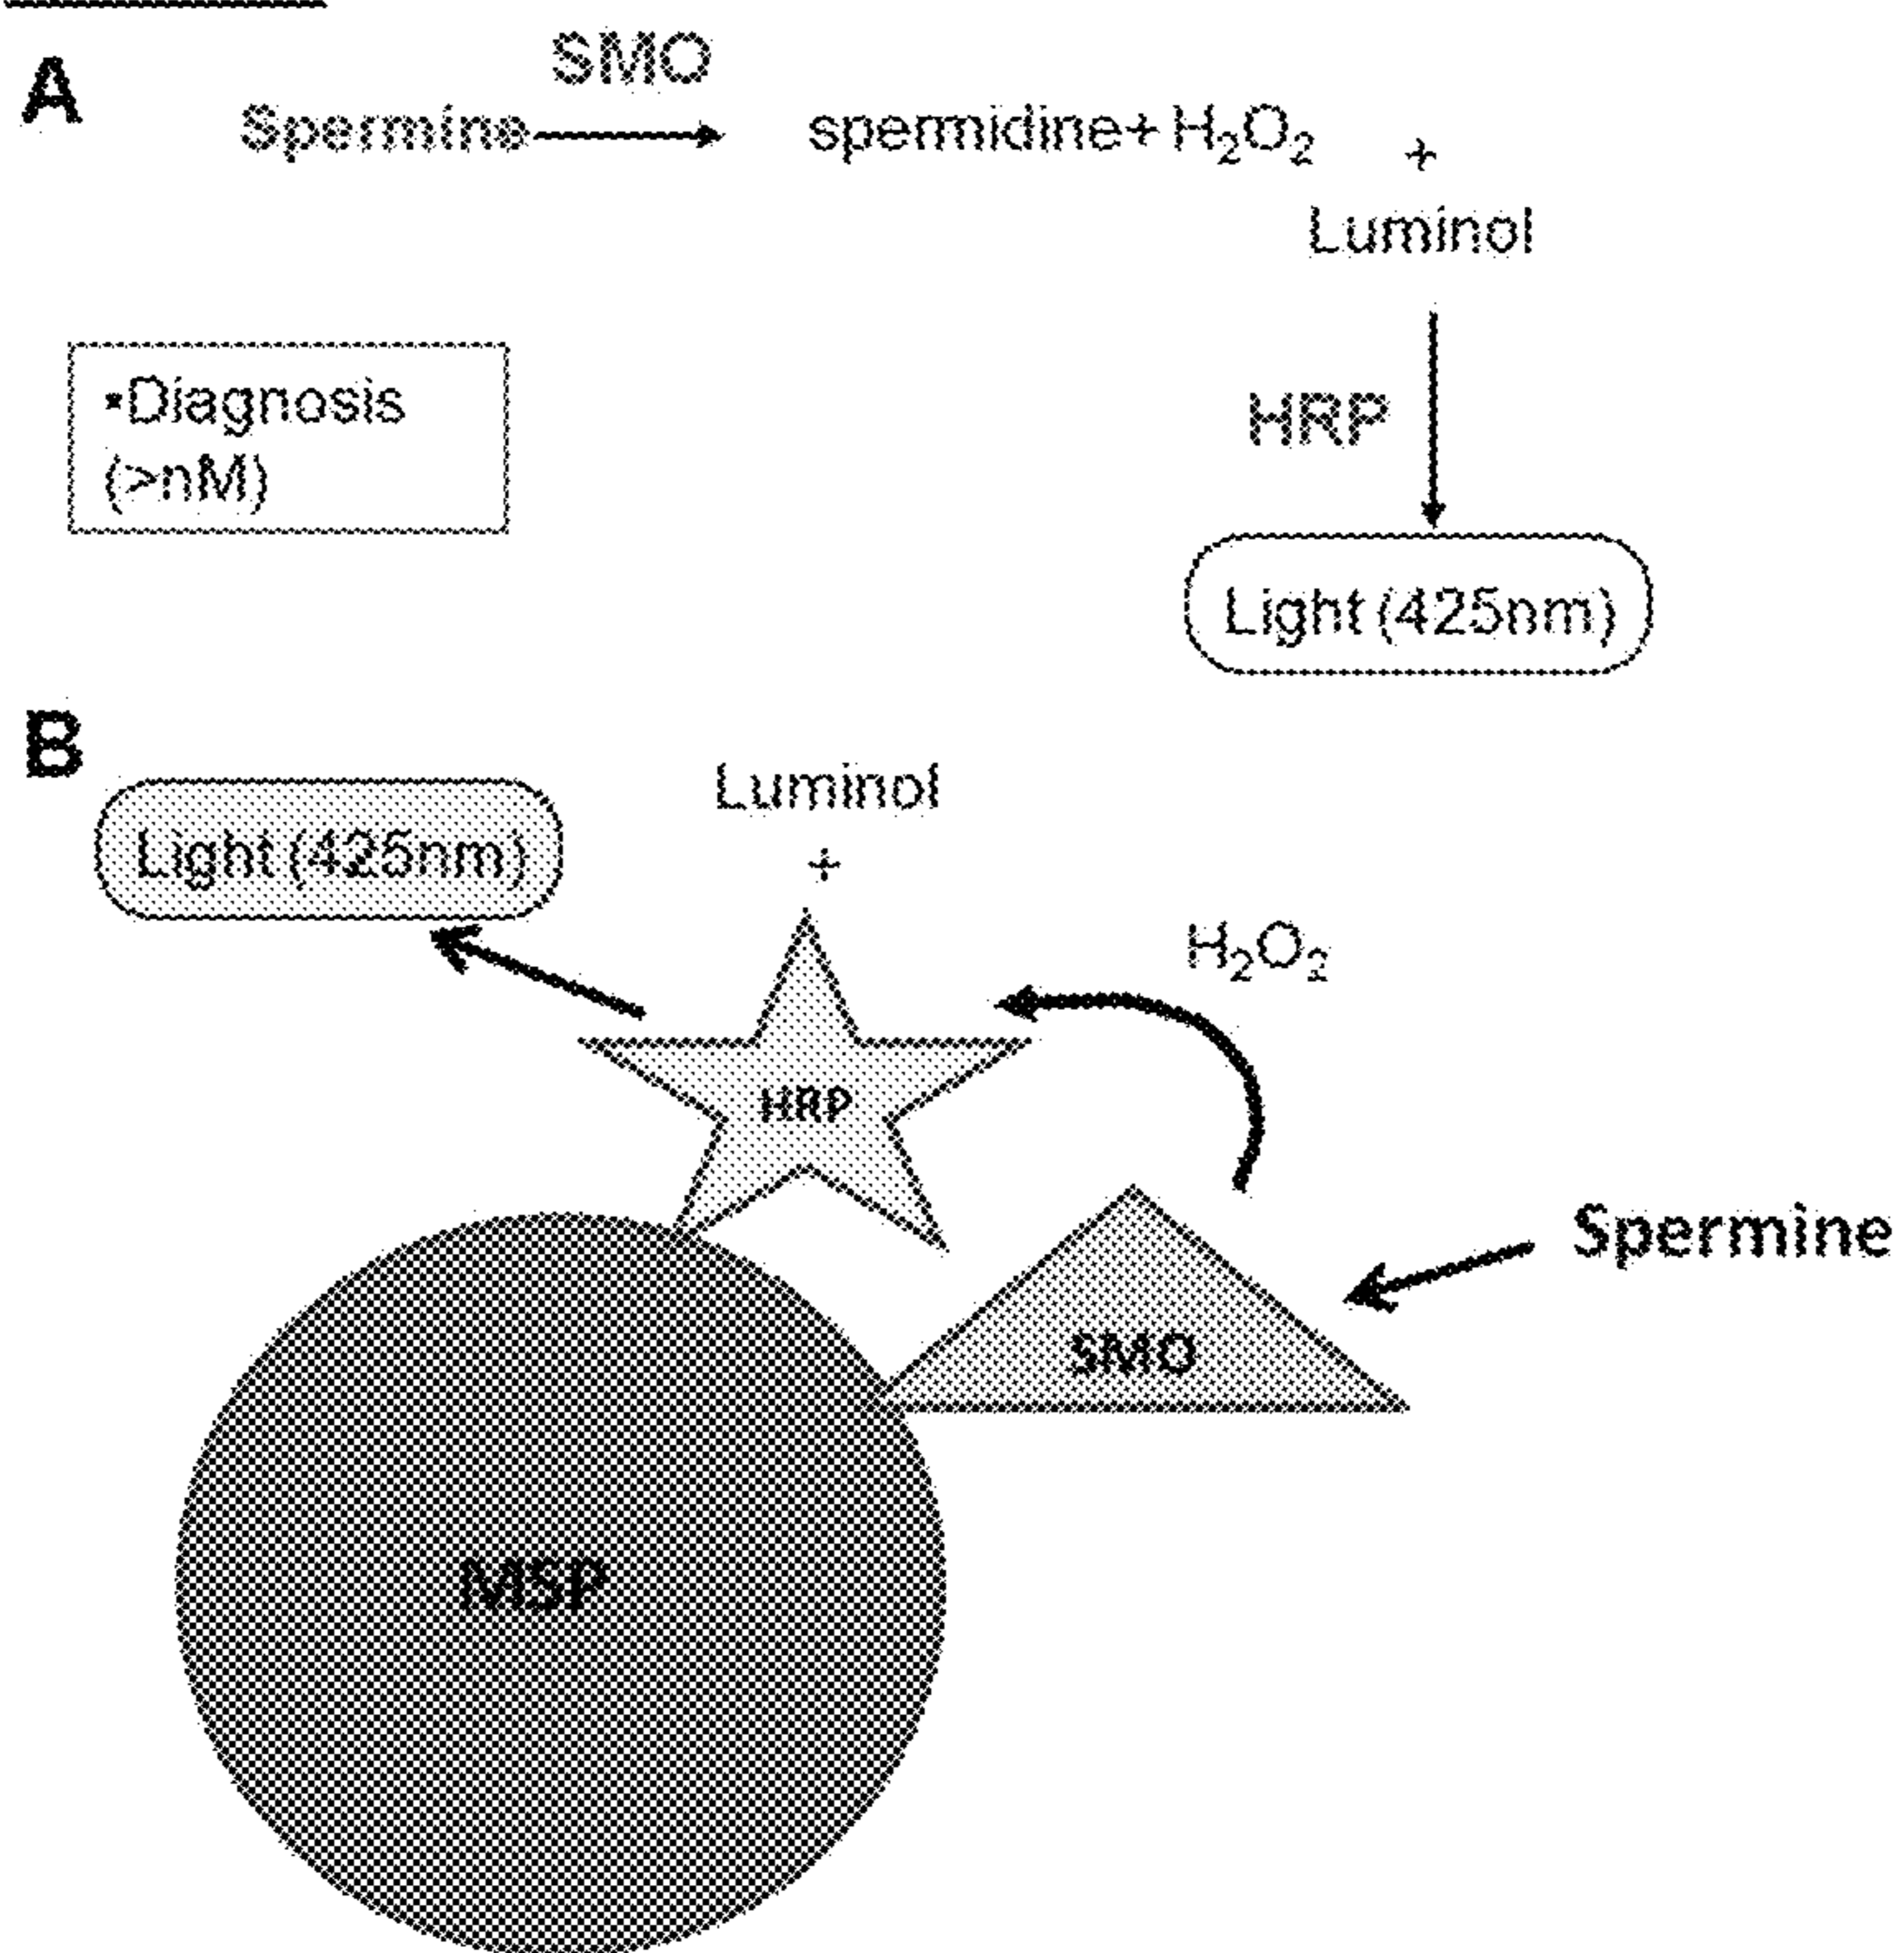 A
SMO
Spermine spermidine+ H₂O₂ +
Luminol
▪Diagnosis
(>nM)
HRP
Light (425nm)
B
Luminol
+
Light (425nm)
H₂O₂
HRP
Spermine
SMO
MSP